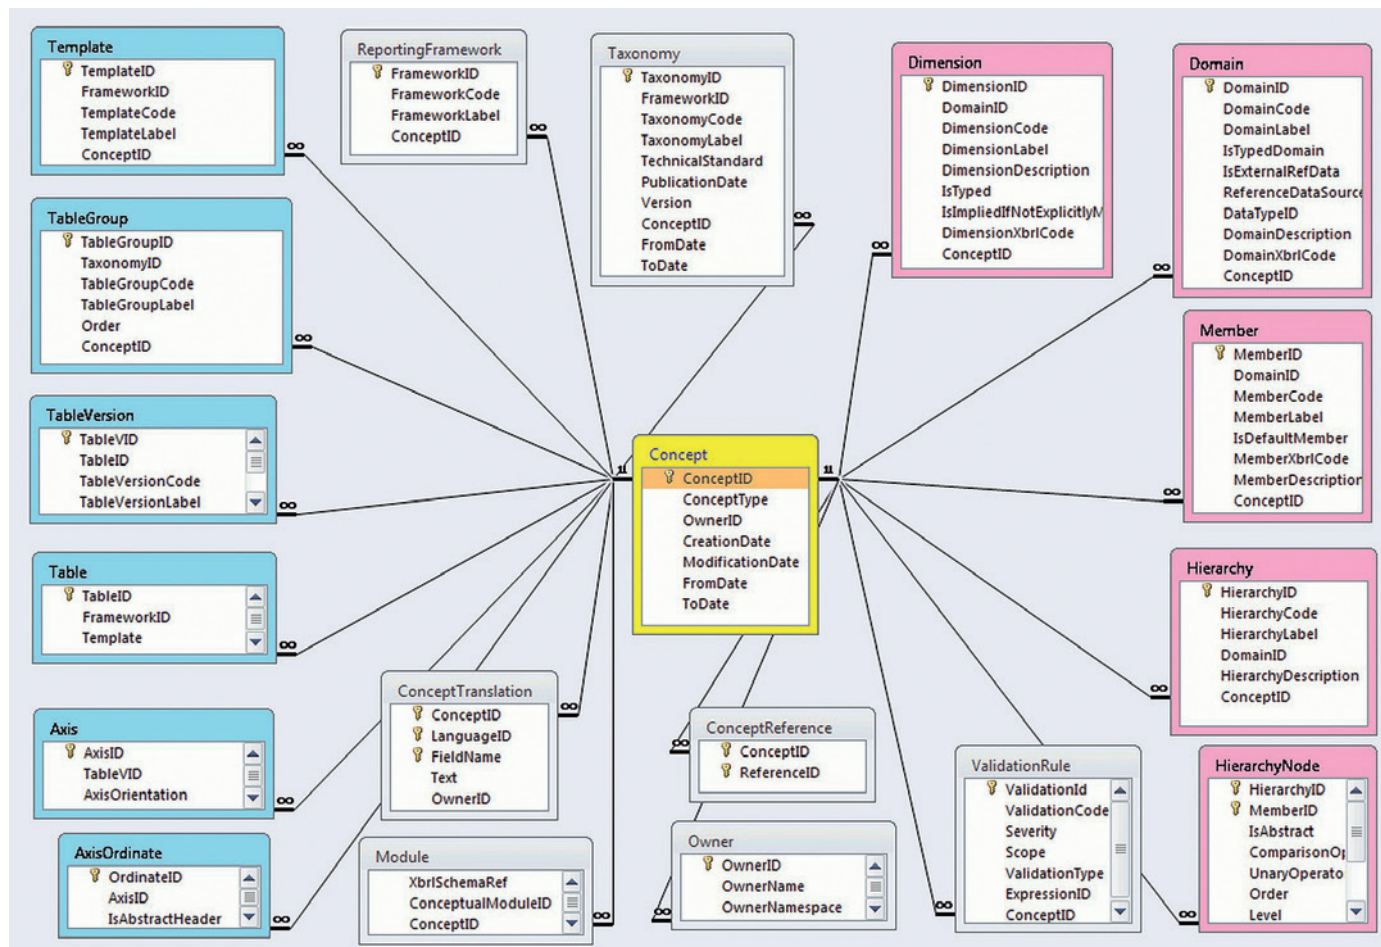 Template
TemplateID
FrameworkID
TemplateCode
TemplateLabel
ConceptID
ReportingFramework
FrameworkID
FrameworkCode
FrameworkLabel
ConceptID
Taxonomy
TaxonomyID
FrameworkID
TaxonomyCode
TaxonomyLabel
TechnicalStandard
PublicationDate
Version
ConceptID
FromDate
ToDate
Dimension
DimensionID
DomainID
DimensionCode
DimensionLabel
DimensionDescription
IsTyped
IsImpliedIfNotExplicitlyM
DimensionXbrlCode
ConceptID
Domain
DomainID
DomainCode
DomainLabel
IsTypedDomain
IsExternalRefData
ReferenceDataSource
DataTypeID
DomainDescription
DomainXbrlCode
ConceptID
TableGroup
TableGroupID
TaxonomyID
TableGroupCode
TableGroupLabel
Order
ConceptID
Member
MemberID
DomainID
MemberCode
MemberLabel
IsDefaultMember
MemberXbrlCode
MemberDescription
ConceptID
TableVersion
TableVID
TableID
TableVersionCode
TableVersionLabel
Concept
ConceptID
ConceptType
OwnerID
CreationDate
ModificationDate
FromDate
ToDate
Table
TableID
FrameworkID
Template
Hierarchy
HierarchyID
HierarchyCode
HierarchyLabel
DomainID
HierarchyDescription
ConceptID
ConceptTranslation
ConceptID
LanguageID
FieldName
Text
OwnerID
ConceptReference
ConceptID
ReferenceID
Axis
AxisID
TableVID
AxisOrientation
ValidationRule
ValidationId
ValidationCode
Severity
Scope
ValidationType
ExpressionID
ConceptID
HierarchyNode
HierarchyID
MemberID
IsAbstract
ComparisonOp
UnaryOperato
Order
Level
AxisOrdinate
OrdinateID
AxisID
IsAbstractHeader
Module
XbrlSchemaRef
ConceptualModuleID
ConceptID
Owner
OwnerID
OwnerName
OwnerNamespace